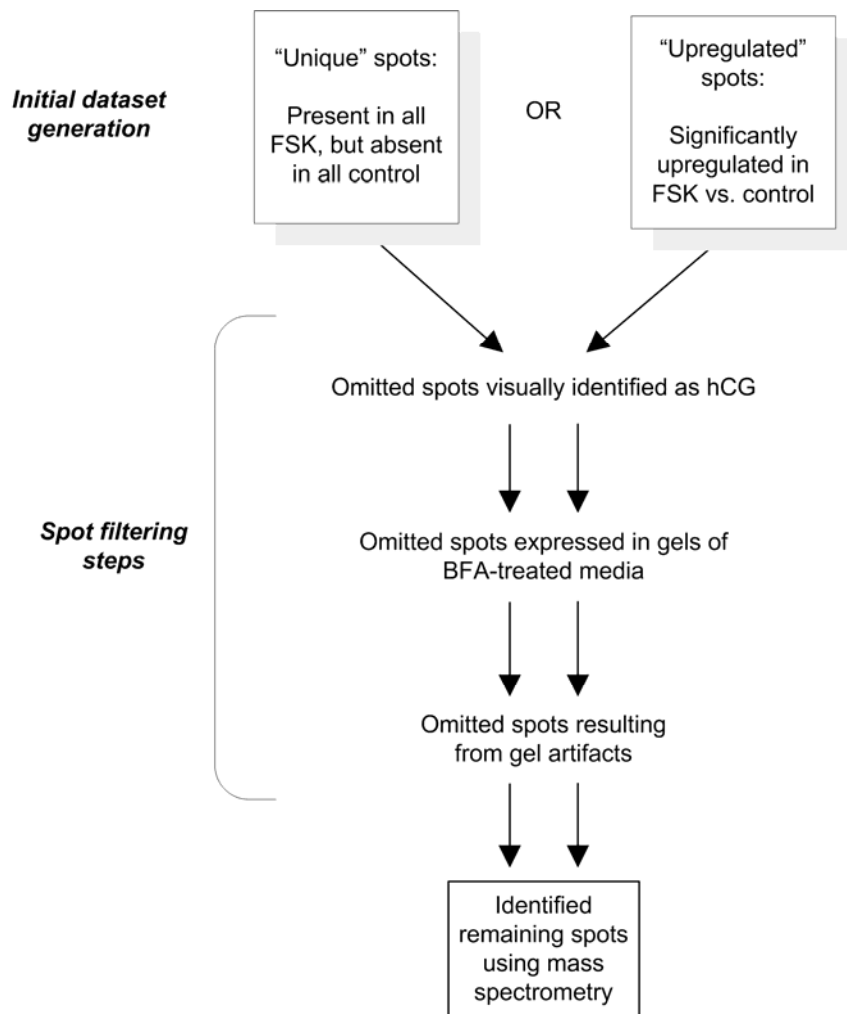 Initial dataset
generation
“Unique” spots:
Present in all
FSK, but absent
in all control
OR
“Upregulated”
spots:
Significantly
upregulated in
FSK vs. control
Spot filtering
steps
Omitted spots visually identified as hCG
Omitted spots expressed in gels of
BFA-treated media
Omitted spots resulting
from gel artifacts
Identified
remaining spots
using mass
spectrometry